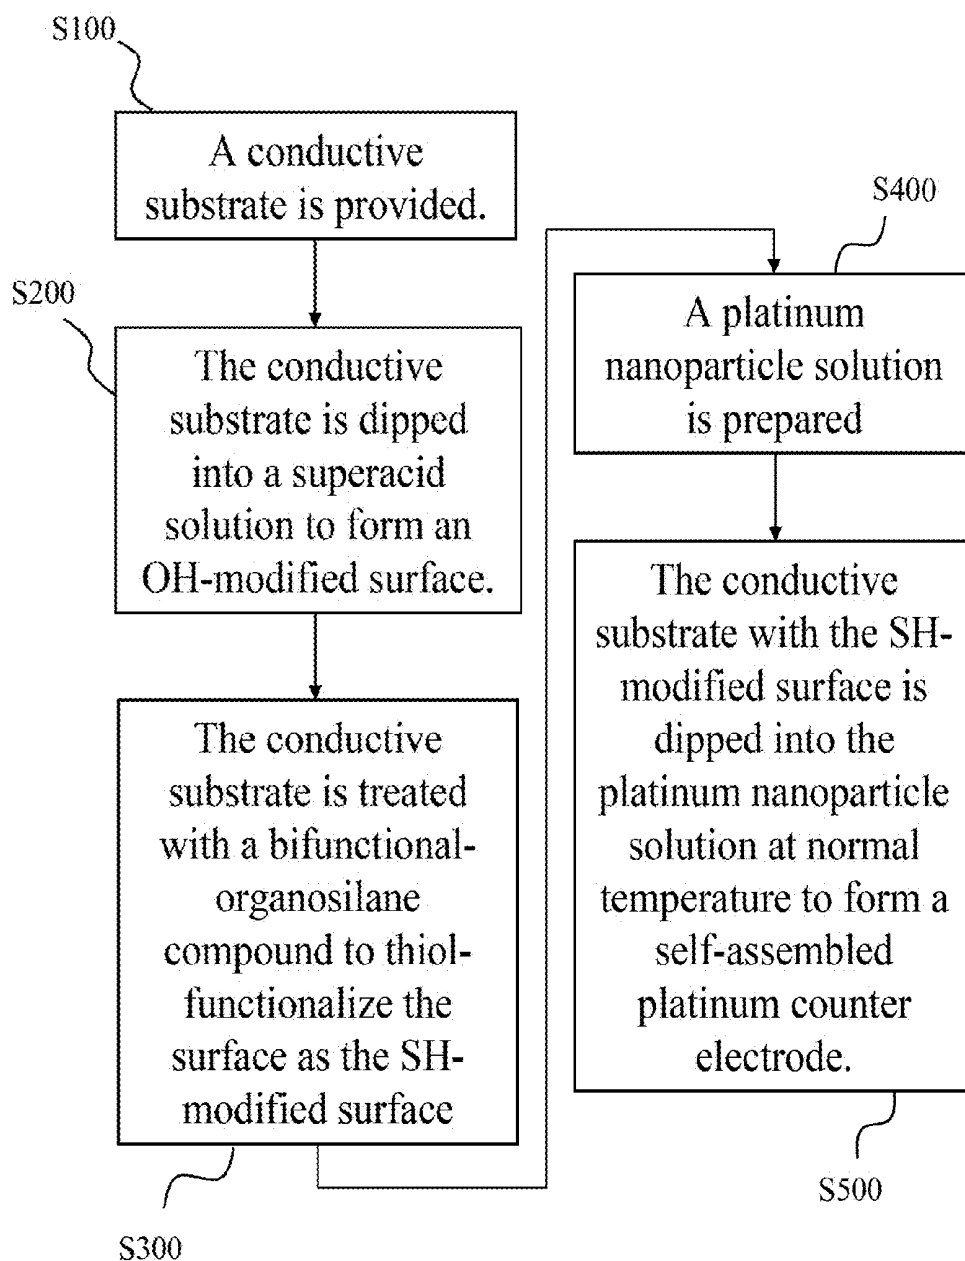 S100
A conductive
substrate is provided.
S200
The conductive
substrate is dipped
into a superacid
solution to form an
OH-modified surface.
The conductive
substrate is treated
with a bifunctional-
organosilane
compound to thiol-
functionalize the
surface as the SH-
modified surface
S300
S400
A platinum
nanoparticle solution
is prepared
The conductive
substrate with the SH-
modified surface is
dipped into the
platinum nanoparticle
solution at normal
temperature to form a
self-assembled
platinum counter
electrode.
S500